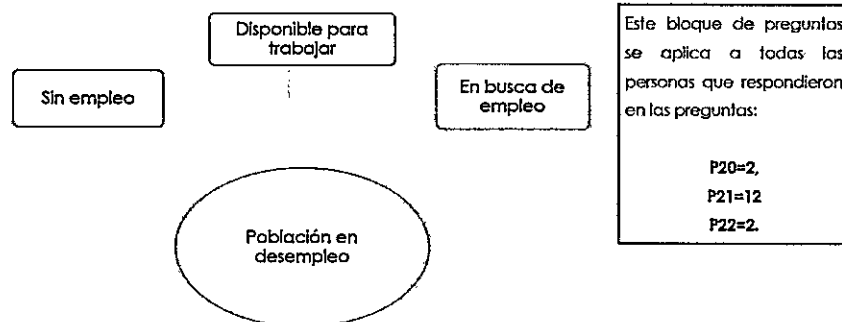 Disponible para
trabajar
Sin empleo
En busca de
empleo
Población en
desempleo
Este bloque de preguntas
se aplica a todas las
personas que respondieron
en las preguntas:
P20=2,
P21=12
P22=2.